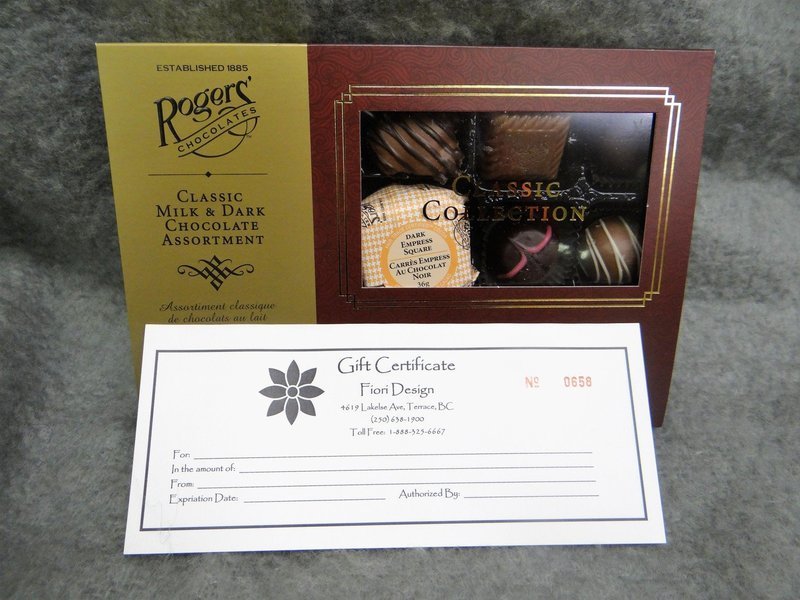 ESTABLISHED 1885
Rogers'
CHOCOLATES
CLASSIC
MILK & DARK
CHOCOLATE
ASSORTMENT
Assortiment classique
de chocolats au lait
CLASSIC
COLLECTION
DARK
EMPRESS
SQUARE
CARRÉS EMPRESS
AU CHOCOLAT
NOIR
36g
Gift Certificate
Fiori Design
4619 Lakelse Ave, Terrace, BC
(250) 638-1900
Toll Free: 1-888-325-6667
Nº 0658
For:
In the amount of:
From:
Expriation Date:
Authorized By: